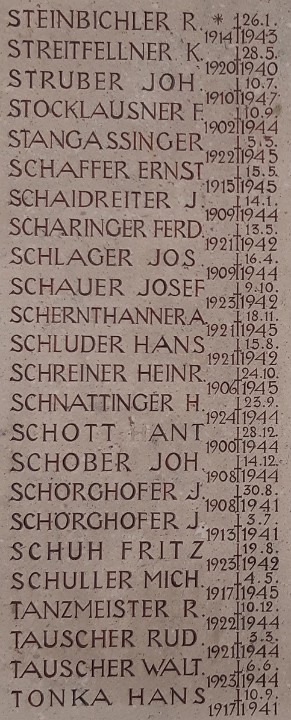 STEINBICHLER R. * † 26.1.
1914 1943
STREITFELLNER K. † 28.5.
1920 1940
STRUBER JOH. † 10.7.
1910 1947
STOCKLAUSNER F. † 10.9.
1902 1944
STANGASSINGER † 5.5.
1922 1945
SCHAFFER ERNST † 15.5.
1915 1945
SCHAIDREITER J. † 14.1.
1909 1944
SCHARINGER FERD. † 13.5.
1921 1942
SCHLAGER JOS. † 16.4.
1909 1944
SCHAUER JOSEF † 9.10.
1923 1942
SCHERNTHANNER A. † 18.11.
1921 1945
SCHLUDER HANS † 15.8.
1921 1942
SCHREINER HEINR. † 24.10.
1906 1945
SCHNATTINGER H. † 23.9.
1924 1944
SCHOTT HANT † 28.12.
1900 1944
SCHOBER JOH. † 14.12.
1908 1944
SCHÖRGHOFER J. † 30.8.
1908 1941
SCHÖRGHOFER J. † 3.7.
1913 1941
SCHUH FRITZ † 19.8.
1923 1942
SCHULLER MICH. † 4.5.
1917 1945
TANZMEISTER R. † 10.12.
1922 1944
TAUSCHER RUD. † 3.3.
1921 1944
TAUSCHER WALT. † 6.6.
1923 1944
TONKA HANS † 10.9.
1917 1941